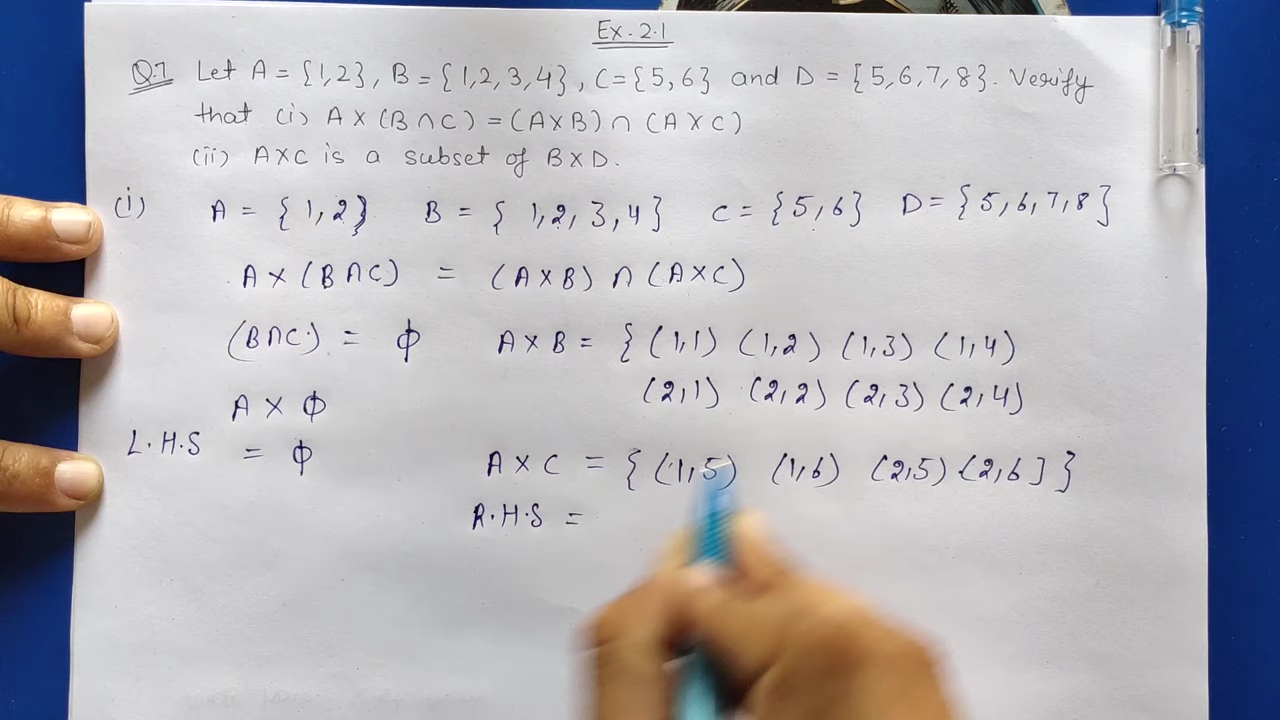 Ex. 2.1
Q.7 Let A = {1,2}, B = {1,2,3,4}, C={5,6} and D = {5,6,7,8}. Verify
that (i) A×(B∩C) = (A×B)∩(A×C)
(ii) A×C is a subset of B×D.
(i) A = {1,2} B = {1,2,3,4} C = {5,6} D = {5,6,7,8}
A×(B∩C) = (A×B)∩(A×C)
(B∩C) = ϕ A×B = {(1,1) (1,2) (1,3) (1,4)
(2,1) (2,2) (2,3) (2,4)
A × ϕ
L.H.S = ϕ A×C = {(1,5) (1,6) (2,5) (2,6]}
R.H.S =